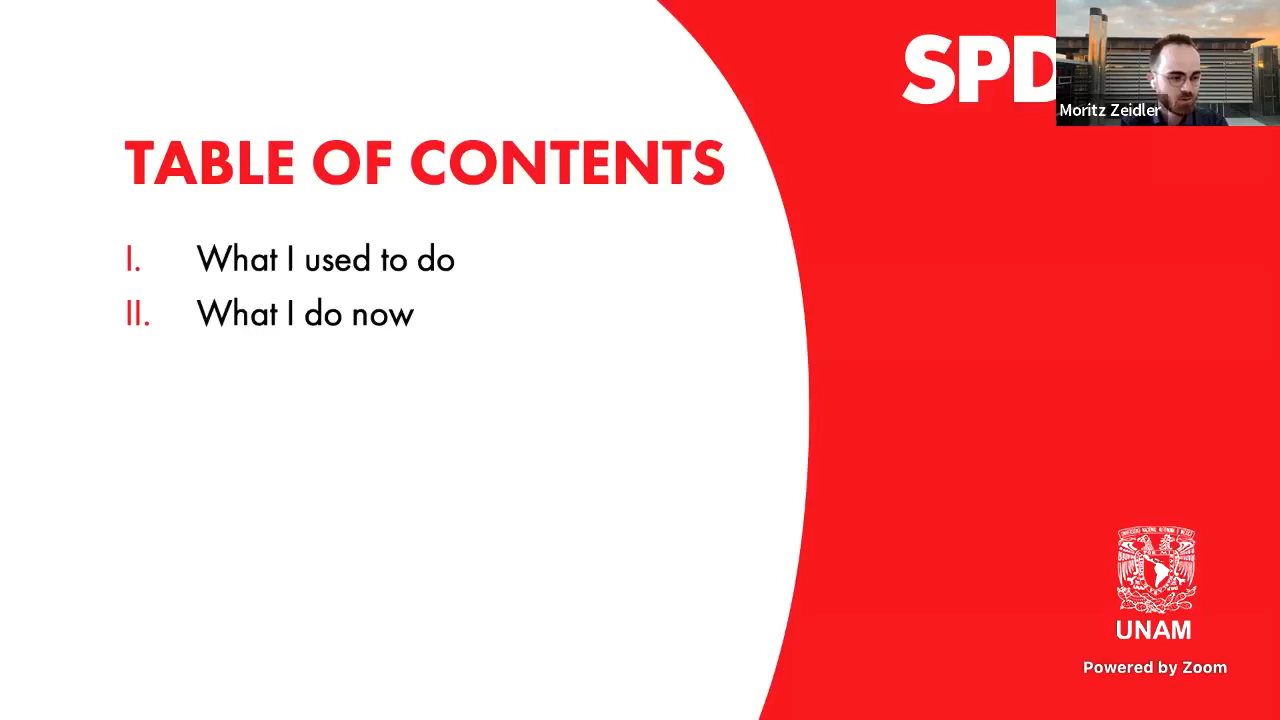 SPD
Moritz Zeidler
TABLE OF CONTENTS
I. What I used to do
II. What I do now
UNAM
Powered by Zoom